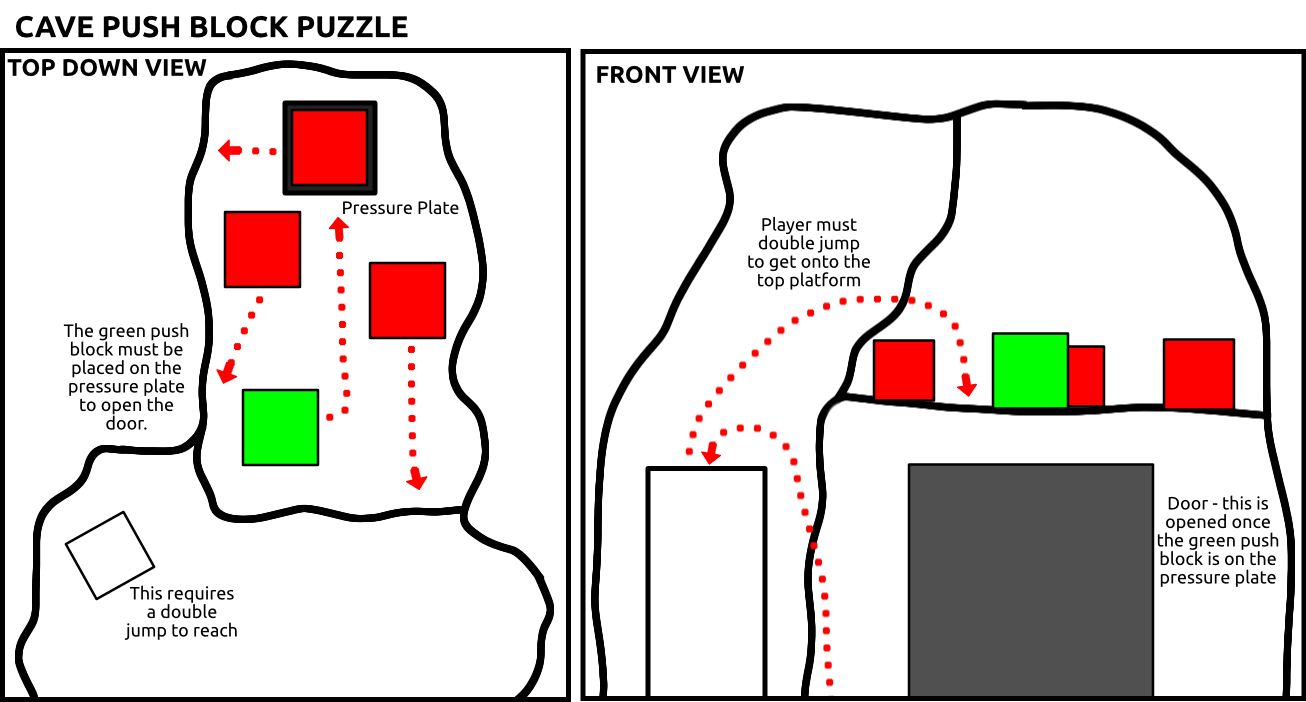 CAVE PUSH BLOCK PUZZLE
TOP DOWN VIEW
Pressure Plate
The green push
block must be
placed on the
pressure plate
to open the
door.
This requires
a double
jump to reach
FRONT VIEW
Player must
double jump
to get onto the
top platform
Door - this is
opened once
the green push
block is on the
pressure plate